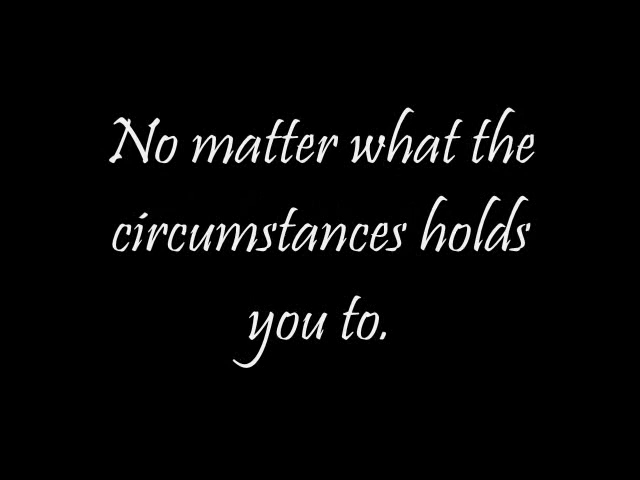 No matter what the
circumstances holds
you to.